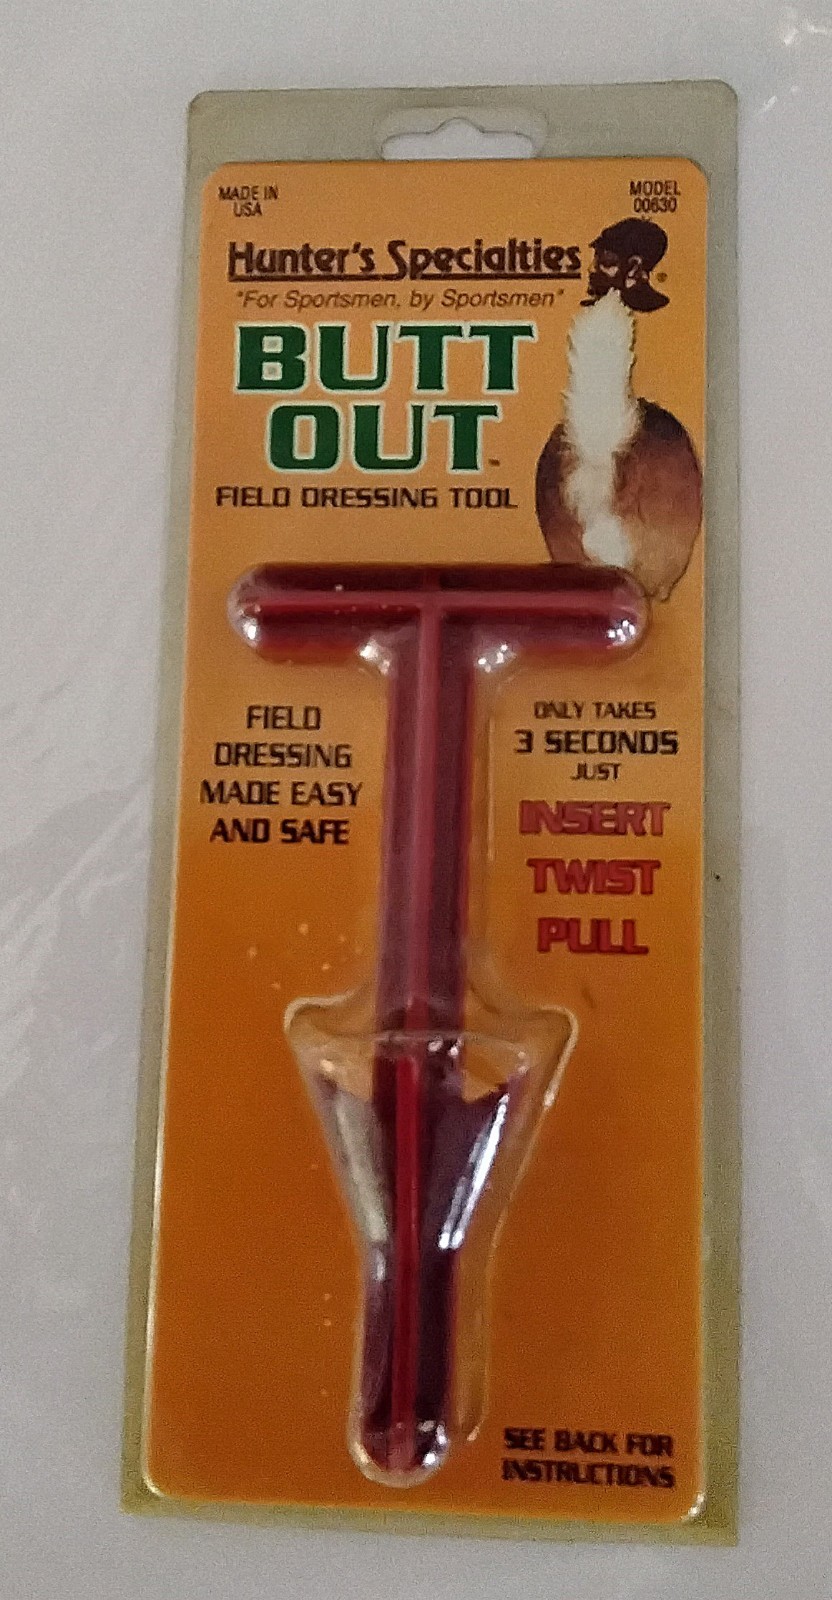 MADE IN
USA
MODEL
00630
Hunter's Specialties®
"For Sportsmen, by Sportsmen"
BUTT
OUT™
FIELD DRESSING TOOL
FIELD
DRESSING
MADE EASY
AND SAFE
ONLY TAKES
3 SECONDS
JUST
INSERT
TWIST
PULL
SEE BACK FOR
INSTRUCTIONS